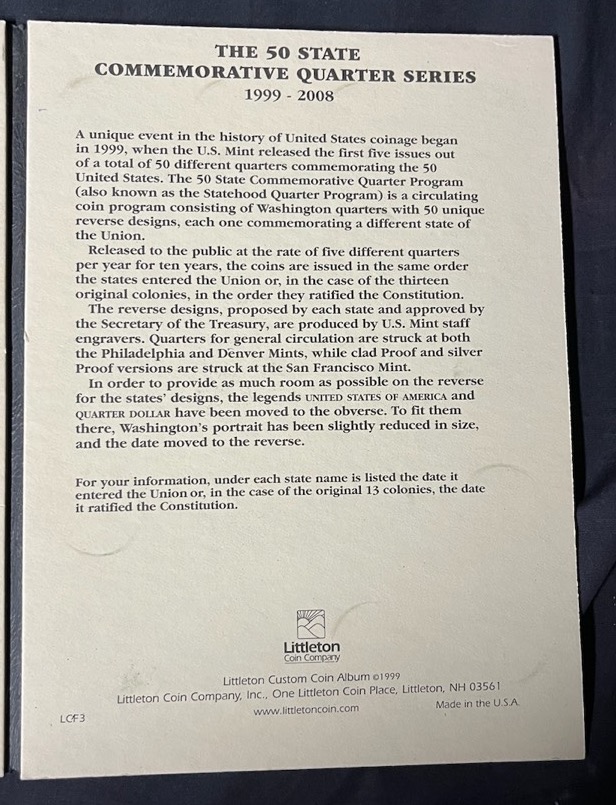 THE 50 STATE
COMMEMORATIVE QUARTER SERIES
1999 - 2008
A unique event in the history of United States coinage began
in 1999, when the U.S. Mint released the first five issues out
of a total of 50 different quarters commemorating the 50
United States. The 50 State Commemorative Quarter Program
(also known as the Statehood Quarter Program) is a circulating
coin program consisting of Washington quarters with 50 unique
reverse designs, each one commemorating a different state of
the Union.
Released to the public at the rate of five different quarters
per year for ten years, the coins are issued in the same order
the states entered the Union or, in the case of the thirteen
original colonies, in the order they ratified the Constitution.
The reverse designs, proposed by each state and approved by
the Secretary of the Treasury, are produced by U.S. Mint staff
engravers. Quarters for general circulation are struck at both
the Philadelphia and Denver Mints, while clad Proof and silver
Proof versions are struck at the San Francisco Mint.
In order to provide as much room as possible on the reverse
for the states' designs, the legends UNITED STATES OF AMERICA and
QUARTER DOLLAR have been moved to the obverse. To fit them
there, Washington's portrait has been slightly reduced in size,
and the date moved to the reverse.
For your information, under each state name is listed the date it
entered the Union or, in the case of the original 13 colonies, the date
it ratified the Constitution.
Littleton
Coin Company
Littleton Custom Coin Album ©1999
Littleton Coin Company, Inc., One Littleton Coin Place, Littleton, NH 03561
www.littletoncoin.com
LCF3
Made in the U.S.A.